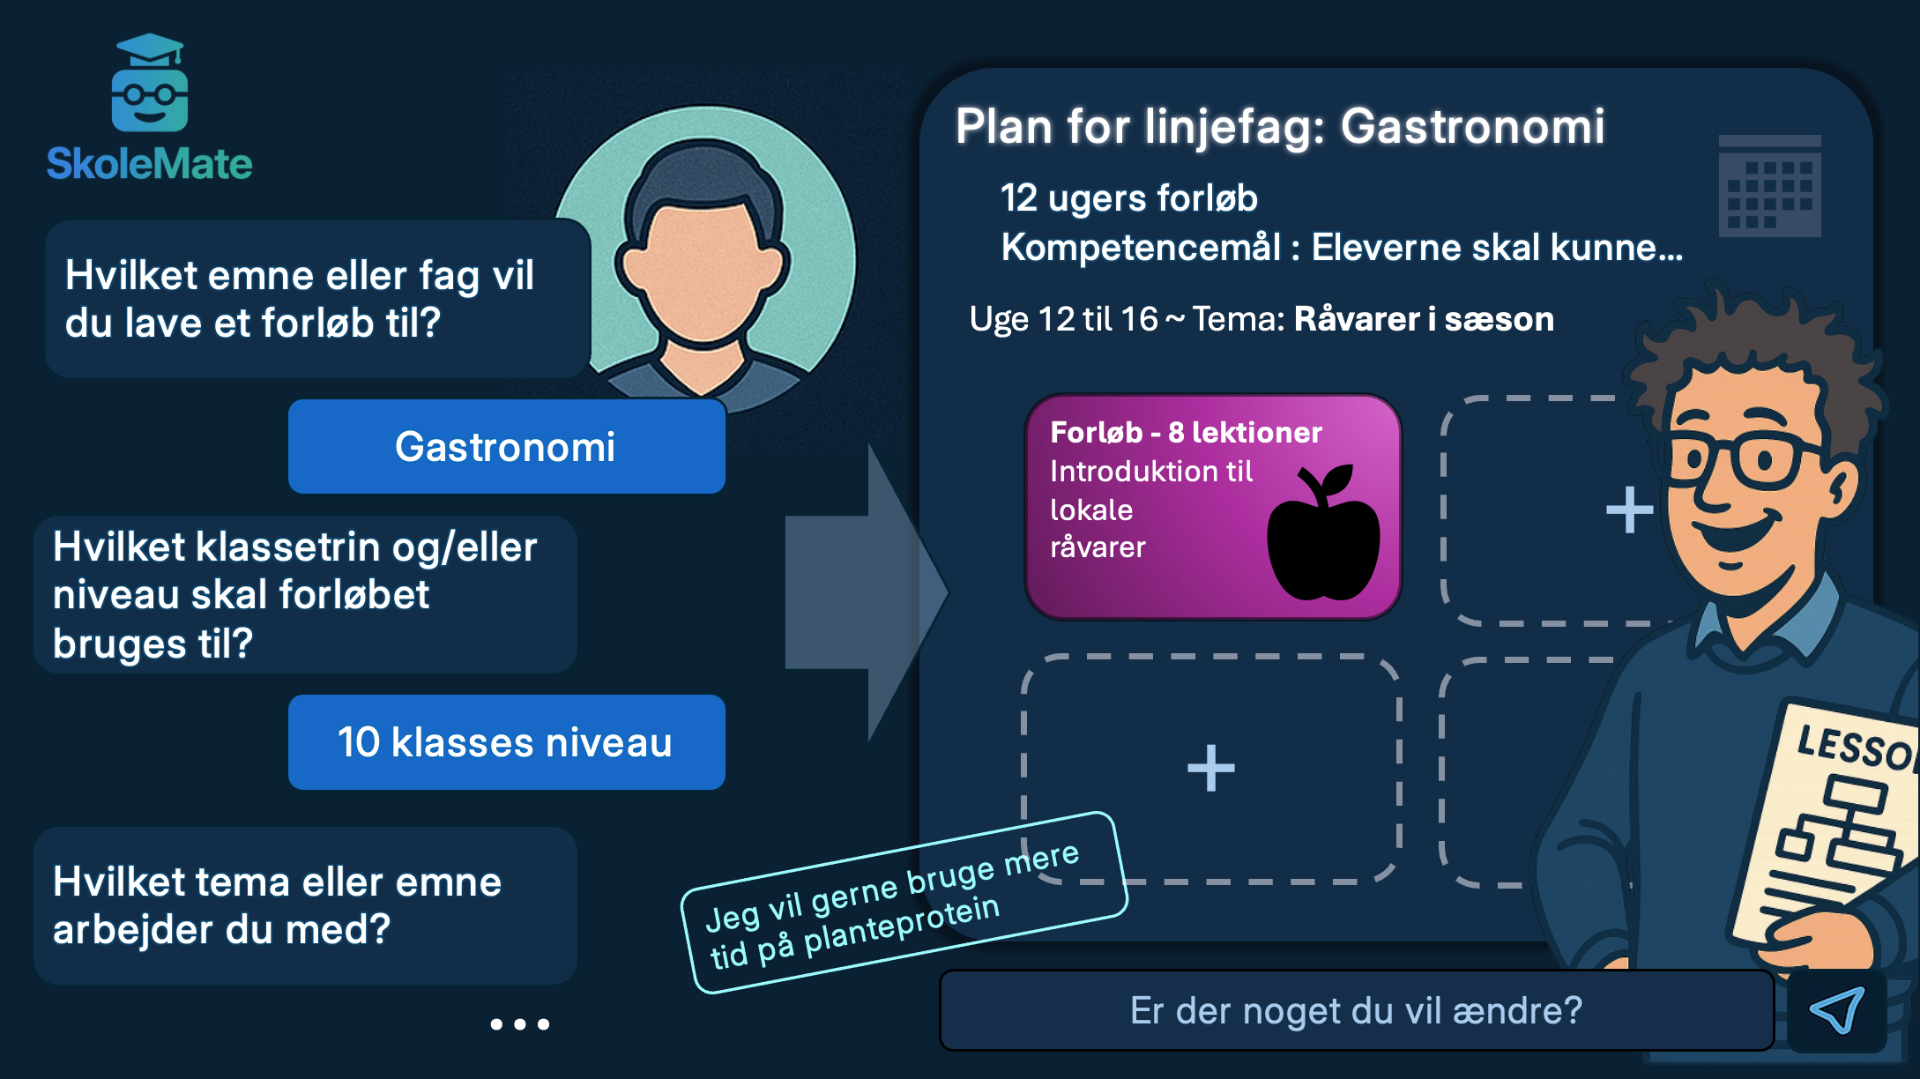 SkoleMate
Hvilket emne eller fag vil
du lave et forløb til?
Gastronomi
Hvilket klassetrin og/eller
niveau skal forløbet
bruges til?
10 klasses niveau
Hvilket tema eller emne
arbejder du med?
...
Plan for linjefag: Gastronomi
12 ugers forløb
Kompetencemål : Eleverne skal kunne...
Uge 12 til 16 ~ Tema: Råvarer i sæson
Forløb - 8 lektioner
Introduktion til
lokale
råvarer
+
+
LESSO
Jeg vil gerne bruge mere
tid på planteprotein
Er der noget du vil ændre?